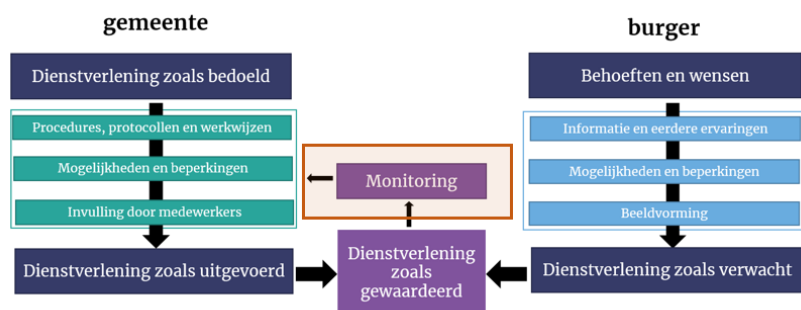 gemeente
Dienstverlening zoals bedoeld
Procedures, protocollen en werkwijzen
Mogelijkheden en beperkingen
Invulling door medewerkers
Dienstverlening zoals uitgevoerd
Monitoring
Dienstverlening
zoals
gewaardeerd
burger
Behoeften en wensen
Informatie en eerdere ervaringen
Mogelijkheden en beperkingen
Beeldvorming
Dienstverlening zoals verwacht